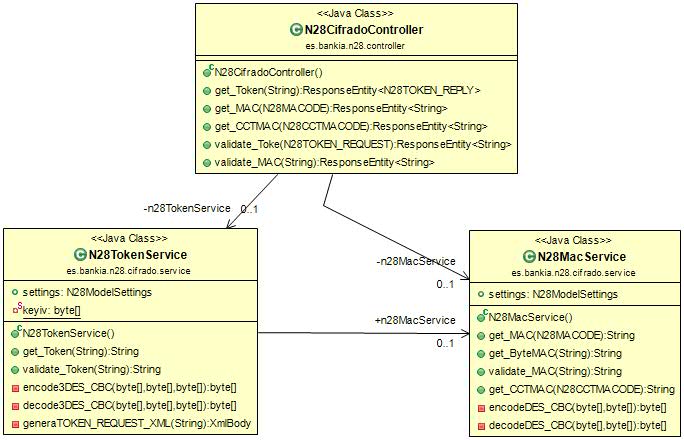 <<Java Class>>
N28CifradoController
es.bankia.n28.controller
N28CifradoController()
get_Token(String):ResponseEntity<N28TOKEN_REPLY>
get_MAC(N28MACODE):ResponseEntity<String>
get_CCTMAC(N28CCTMACODE):ResponseEntity<String>
validate_Toke(N28TOKEN_REQUEST):ResponseEntity<String>
validate_MAC(String):ResponseEntity<String>
-n28TokenService
0..1
-n28MacService
0..1
<<Java Class>>
N28TokenService
es.bankia.n28.cifrado.service
settings: N28ModelSettings
keyiv: byte[]
N28TokenService()
get_Token(String):String
validate_Token(String):String
encode3DES_CBC(byte[],byte[],byte[]):byte[]
decode3DES_CBC(byte[],byte[],byte[]):byte[]
generaTOKEN_REQUEST_XML(String):XmlBody
+n28MacService
0..1
<<Java Class>>
N28MacService
es.bankia.n28.cifrado.service
settings: N28ModelSettings
N28MacService()
get_MAC(N28MACODE):String
get_ByteMAC(String):String
validate_MAC(String):String
get_CCTMAC(N28CCTMACODE):String
encodeDES_CBC(byte[],byte[]):byte[]
decodeDES_CBC(byte[],byte[]):byte[]